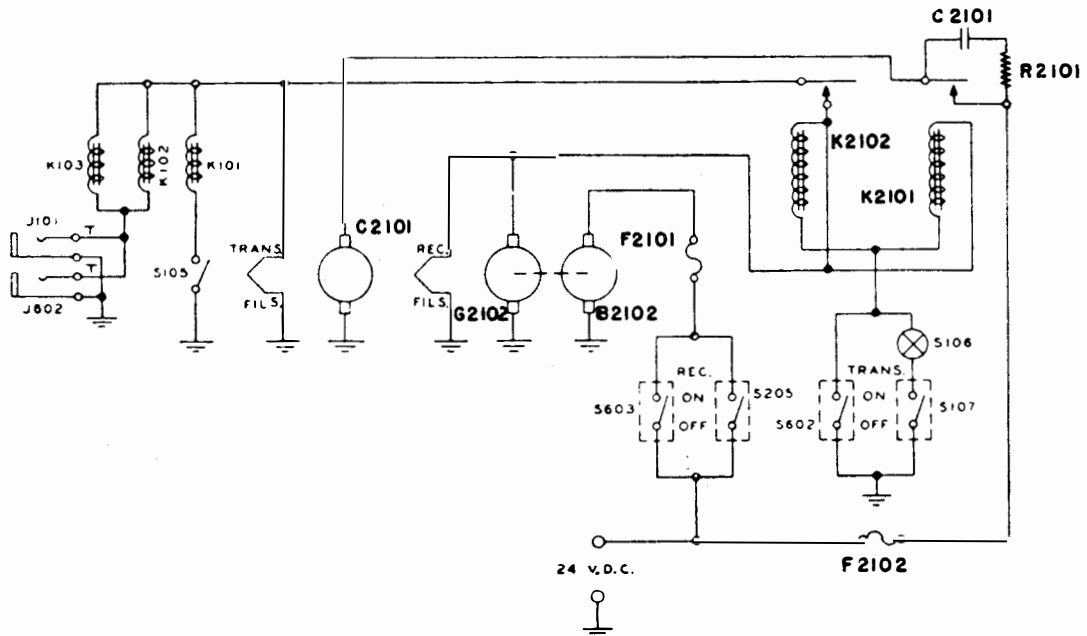 C 2101
R2101
K103
K102
K101
K2102
K2101
J101
T
T
J602
S105
TRANS.
FILS.
C2101
REC.
FILS.
G2102
B2102
F2101
S106
REC.
ON
OFF
S603
S205
TRANS.
ON
OFF
S602
S107
24 V.D.C.
F2102